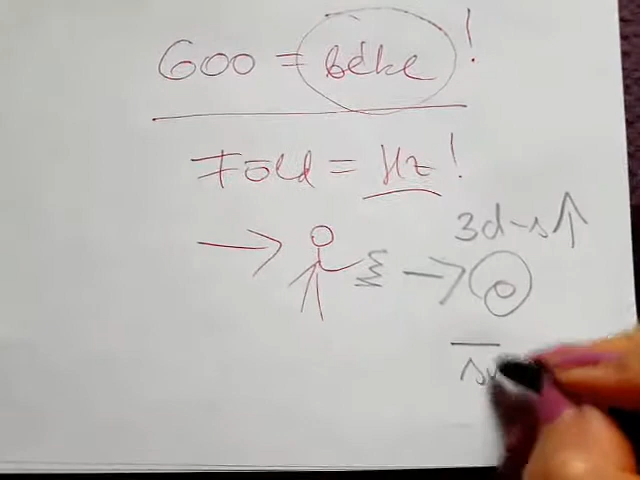 600 = béke !
Föld = Hz !
3d-s